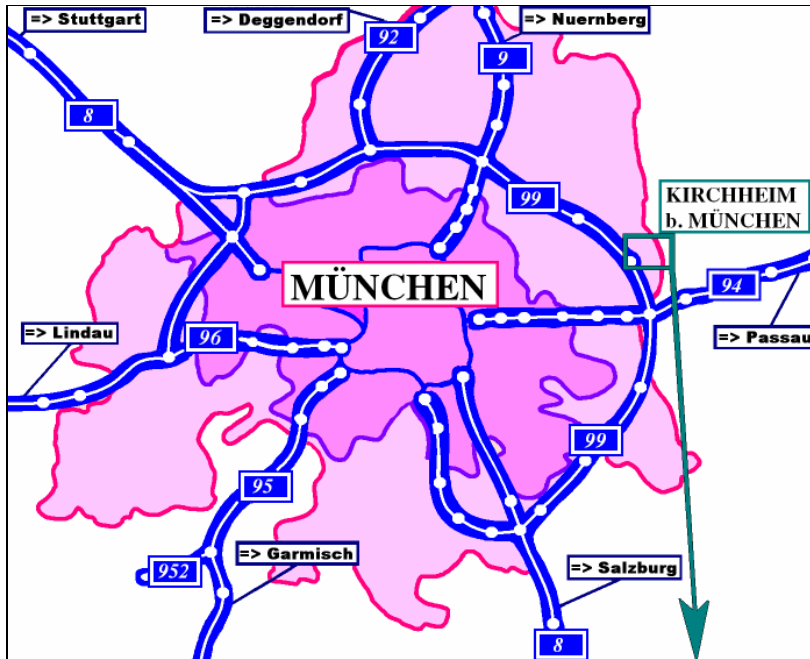 => Stuttgart
=> Deggendorf
=> Nuernberg
92
9
8
99
KIRCHHEIM
b. MÜNCHEN
MÜNCHEN
94
=> Lindau
96
=> Passau
99
95
=> Garmisch
952
=> Salzburg
8